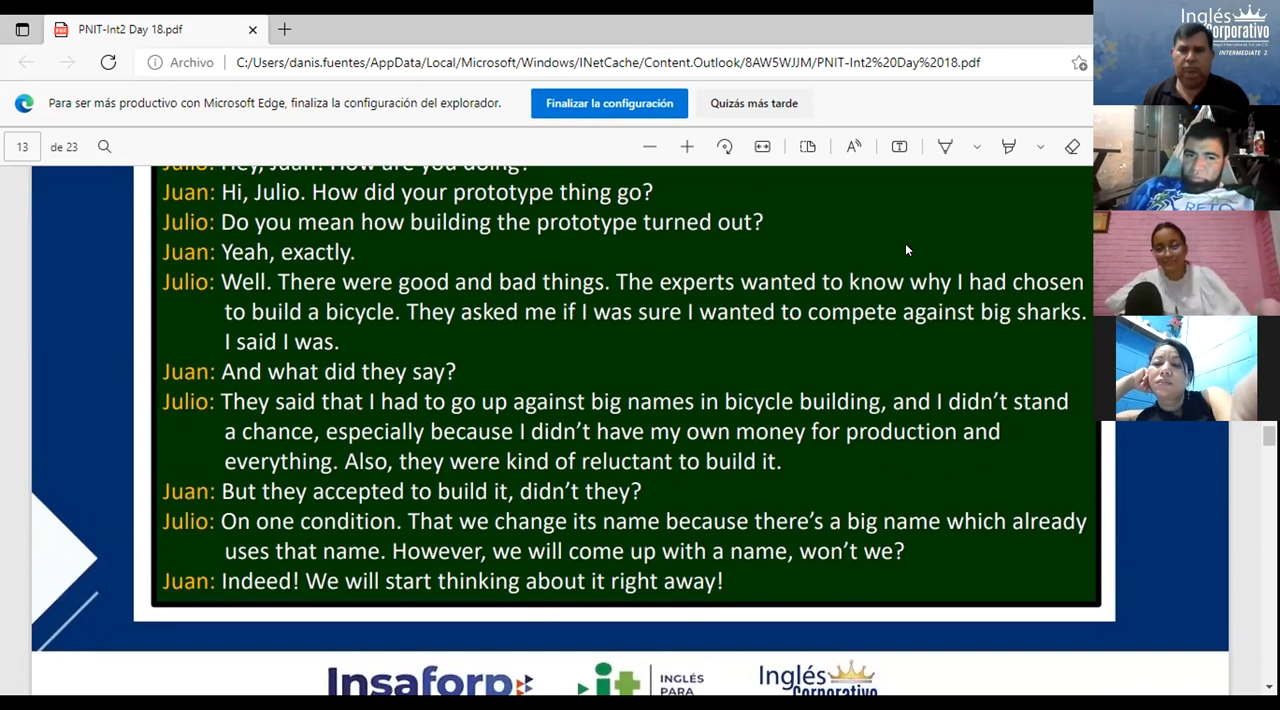 PNIT-Int2 Day 18.pdf
Archivo
C:/Users/danis.fuentes/AppData/Local/Microsoft/Windows/INetCache/Content.Outlook/8AW5WJJM/PNIT-Int2%20Day%2018.pdf
Para ser más productivo con Microsoft Edge, finaliza la configuración del explorador.
Finalizar la configuración
Quizás más tarde
13 de 23
Julio: Hey, Juan! How are you doing?
Juan: Hi, Julio. How did your prototype thing go?
Julio: Do you mean how building the prototype turned out?
Juan: Yeah, exactly.
Julio: Well. There were good and bad things. The experts wanted to know why I had chosen
to build a bicycle. They asked me if I was sure I wanted to compete against big sharks.
I said I was.
Juan: And what did they say?
Julio: They said that I had to go up against big names in bicycle building, and I didn't stand
a chance, especially because I didn't have my own money for production and
everything. Also, they were kind of reluctant to build it.
Juan: But they accepted to build it, didn't they?
Julio: On one condition. That we change its name because there's a big name which already
uses that name. However, we will come up with a name, won't we?
Juan: Indeed! We will start thinking about it right away!
Insaforp
it
INGLÉS
PARA
Inglés
Corporativo
Inglés
Corporativo
INTERMEDIATE 2
RETO